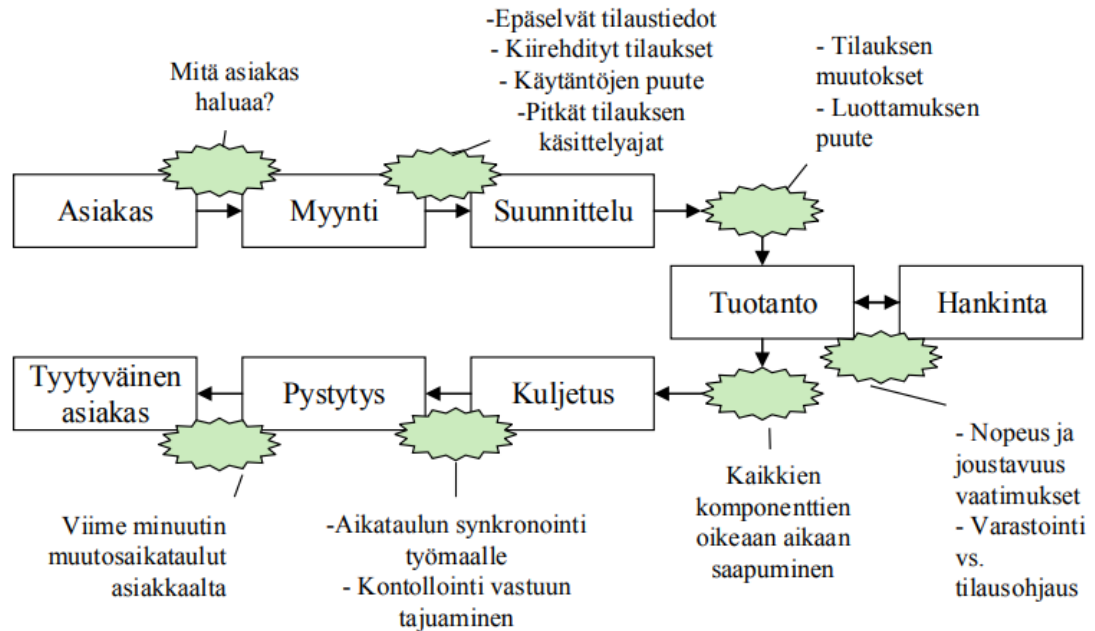 Mitä asiakas
haluaa?
-Epäselvät tilaustiedot
- Kiirehdityt tilaukset
- Käytäntöjen puute
-Pitkät tilauksen
käsittelyajat
- Tilauksen
muutokset
- Luottamuksen
puute
Asiakas
Myynti
Suunnittelu
Tuotanto
Hankinta
Tyytyväinen
asiakas
Pystytys
Kuljetus
Viime minuutin
muutosaikataulut
asiakkaalta
-Aikataulun synkronointi
työmaalle
- Kontollointi vastuun
tajuaminen
Kaikkien
komponenttien
oikeaan aikaan
saapuminen
- Nopeus ja
joustavuus
vaatimukset
- Varastointi
vs.
tilausohjaus